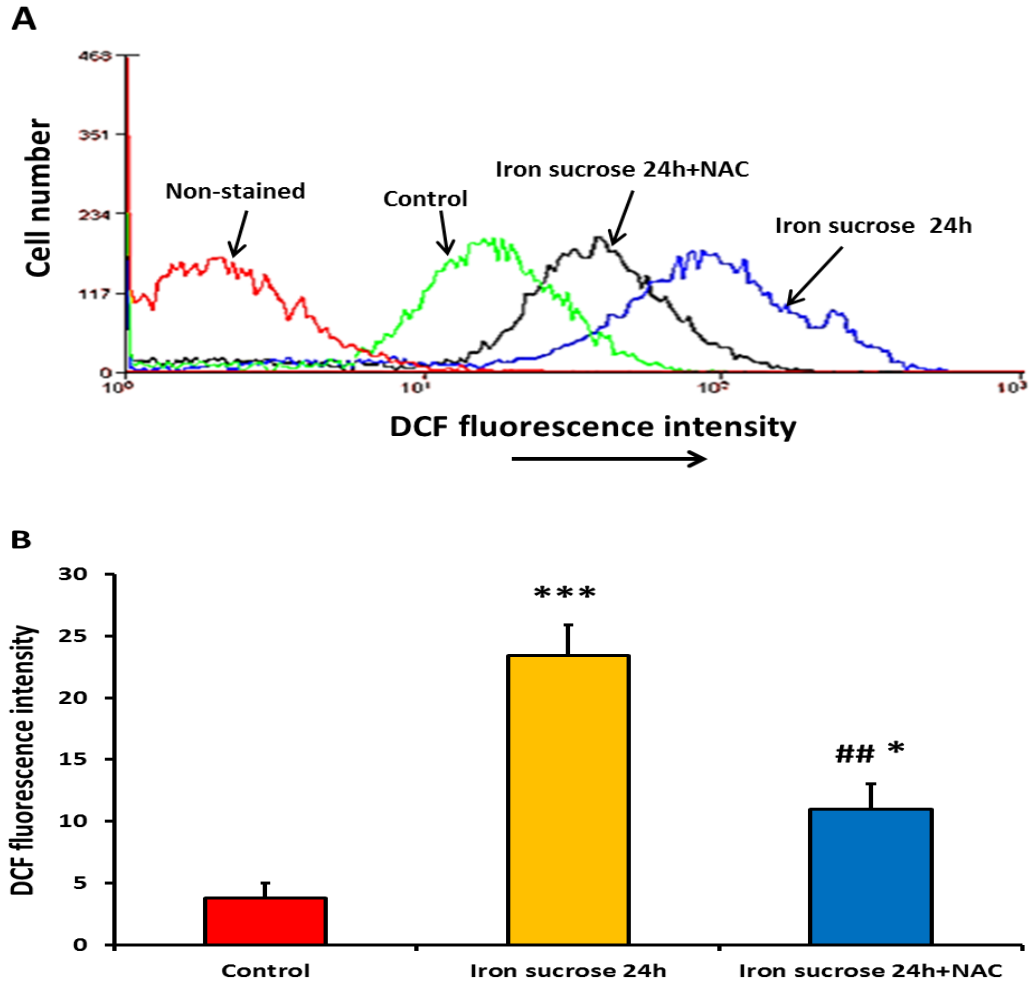 A
Cell number
468
351
234
117
0
Non-stained
Control
Iron sucrose 24h+NAC
Iron sucrose 24h
10⁰
10¹
10²
10³
DCF fluorescence intensity
B
DCF fluorescence intensity
30
25
20
15
10
5
0
***
## *
Control
Iron sucrose 24h
Iron sucrose 24h+NAC